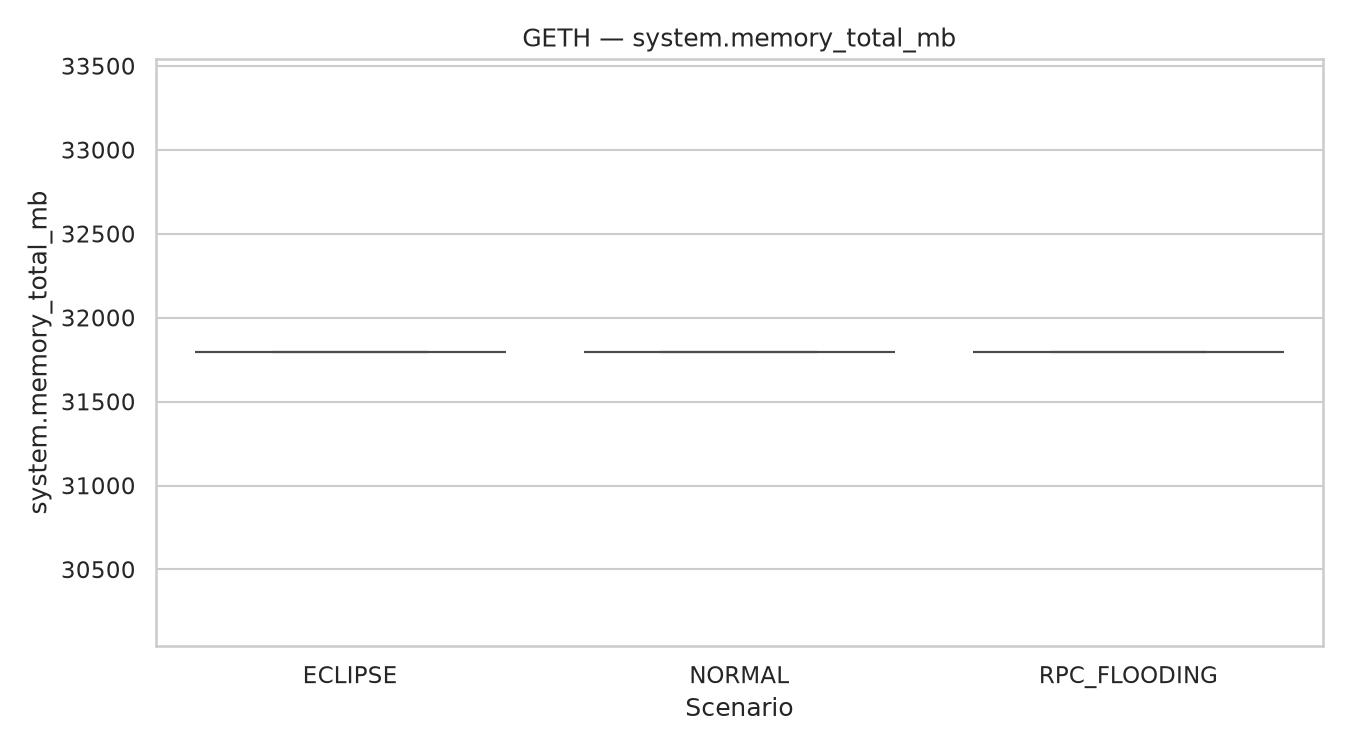 GETH — system.memory_total_mb
system.memory_total_mb
33500
33000
32500
32000
31500
31000
30500
ECLIPSE NORMAL RPC_FLOODING
Scenario